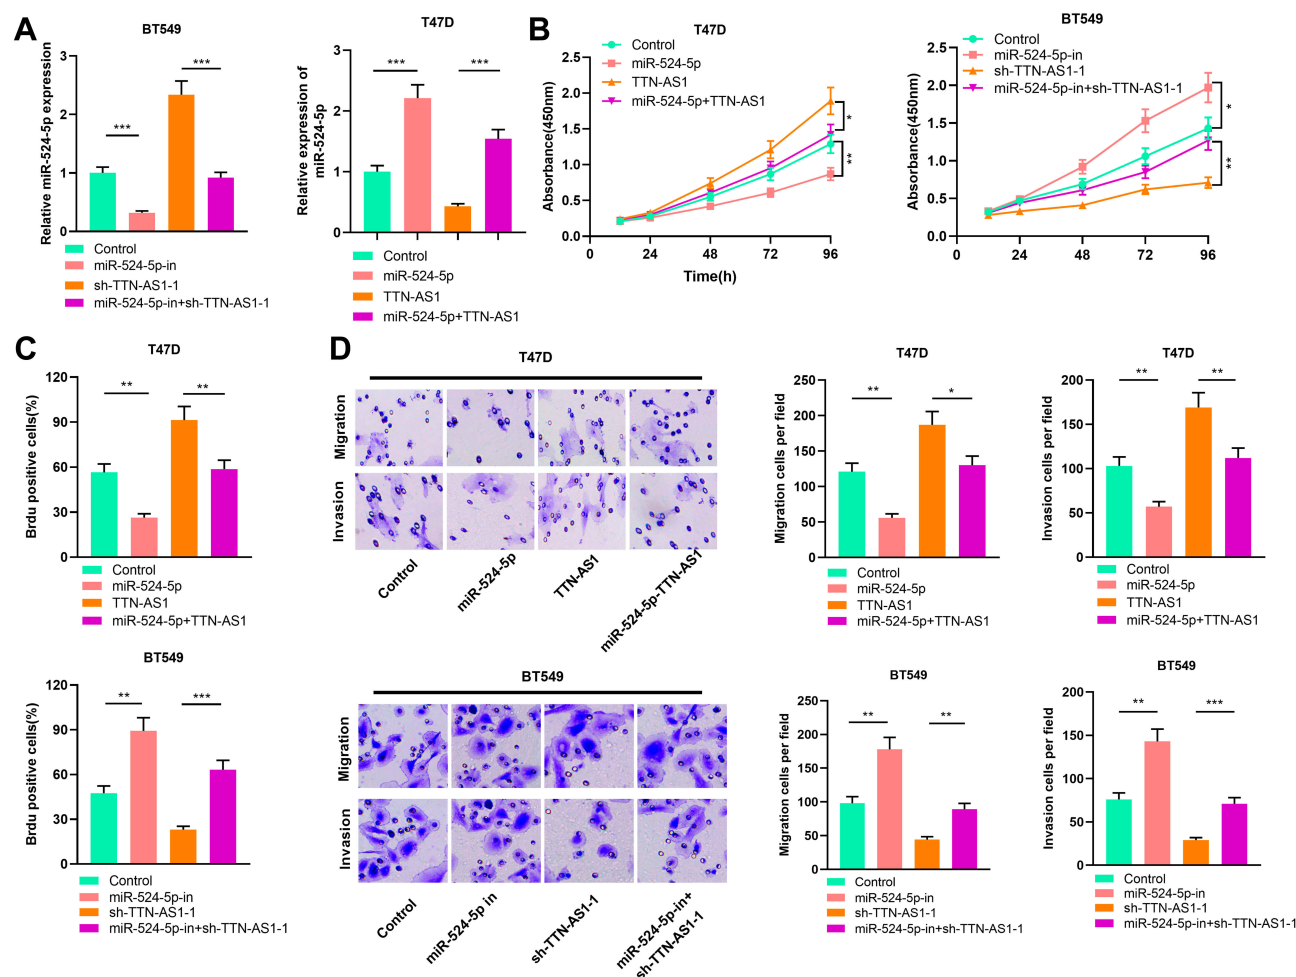 A
BT549
Relative miR-524-5p expression
3
2
1
0
***
***
Control
miR-524-5p-in
sh-TTN-AS1-1
miR-524-5p-in+sh-TTN-AS1-1
T47D
Relative expression of
miR-524-5p
3
2
1
0
***
***
Control
miR-524-5p
TTN-AS1
miR-524-5p+TTN-AS1
B
T47D
Control
miR-524-5p
TTN-AS1
miR-524-5p+TTN-AS1
Absorbance(450nm)
2.5
2.0
1.5
1.0
0.5
0.0
0 24 48 72 96
Time(h)
*
**
BT549
Control
miR-524-5p-in
sh-TTN-AS1-1
miR-524-5p-in+sh-TTN-AS1-1
Absorbance(450nm)
2.5
2.0
1.5
1.0
0.5
0.0
0 24 48 72 96
*
**
C
T47D
Brdu positive cells(%)
120
90
60
30
0
**
**
Control
miR-524-5p
TTN-AS1
miR-524-5p+TTN-AS1
BT549
Brdu positive cells(%)
120
90
60
30
0
**
***
Control
miR-524-5p-in
sh-TTN-AS1-1
miR-524-5p-in+sh-TTN-AS1-1
D
T47D
Migration
Invasion
Control
miR-524-5p
TTN-AS1
miR-524-5p-TTN-AS1
T47D
Migration cells per field
250
200
150
100
50
0
**
*
Control
miR-524-5p
TTN-AS1
miR-524-5p+TTN-AS1
T47D
Invasion cells per field
200
150
100
50
0
**
**
Control
miR-524-5p
TTN-AS1
miR-524-5p+TTN-AS1
BT549
Migration
Invasion
Control
miR-524-5p in
sh-TTN-AS1-1
miR-524-5p-in+
sh-TTN-AS1-1
BT549
Migration cells per field
250
200
150
100
50
0
**
**
Control
miR-524-5p-in
sh-TTN-AS1-1
miR-524-5p-in+sh-TTN-AS1-1
BT549
Invasion cells per field
200
150
100
50
0
**
***
Control
miR-524-5p-in
sh-TTN-AS1-1
miR-524-5p-in+sh-TTN-AS1-1